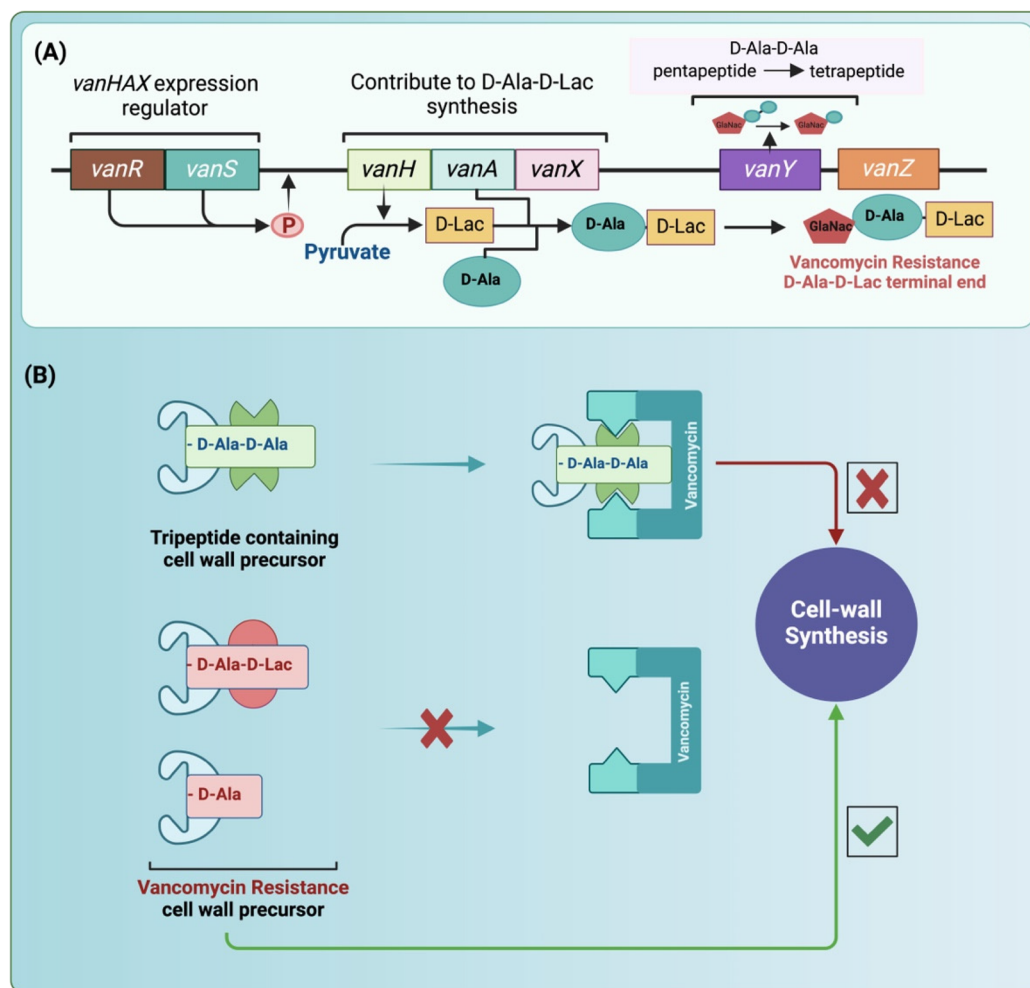 (A)
vanHAX expression
regulator
Contribute to D-Ala-D-Lac
synthesis
D-Ala-D-Ala
pentapeptide
tetrapeptide
GlaNac
GlaNac
vanR
vanS
vanH
vanA
vanX
vanY
vanZ
P
Pyruvate
D-Lac
D-Ala
D-Ala
D-Lac
GlaNac
D-Ala
D-Lac
Vancomycin Resistance
D-Ala-D-Lac terminal end
(B)
- D-Ala-D-Ala
Tripeptide containing
cell wall precursor
- D-Ala-D-Ala
Vancomycin
Cell-wall
Synthesis
- D-Ala-D-Lac
- D-Ala
Vancomycin
Vancomycin Resistance
cell wall precursor